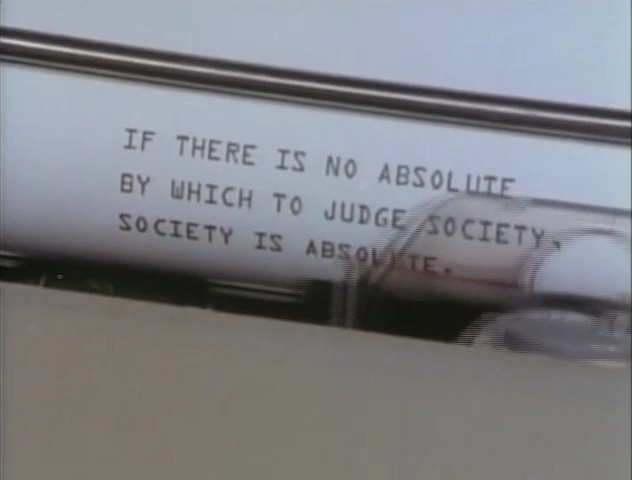 IF THERE IS NO ABSOLUTE
BY WHICH TO JUDGE SOCIETY,
SOCIETY IS ABSOLUTE.